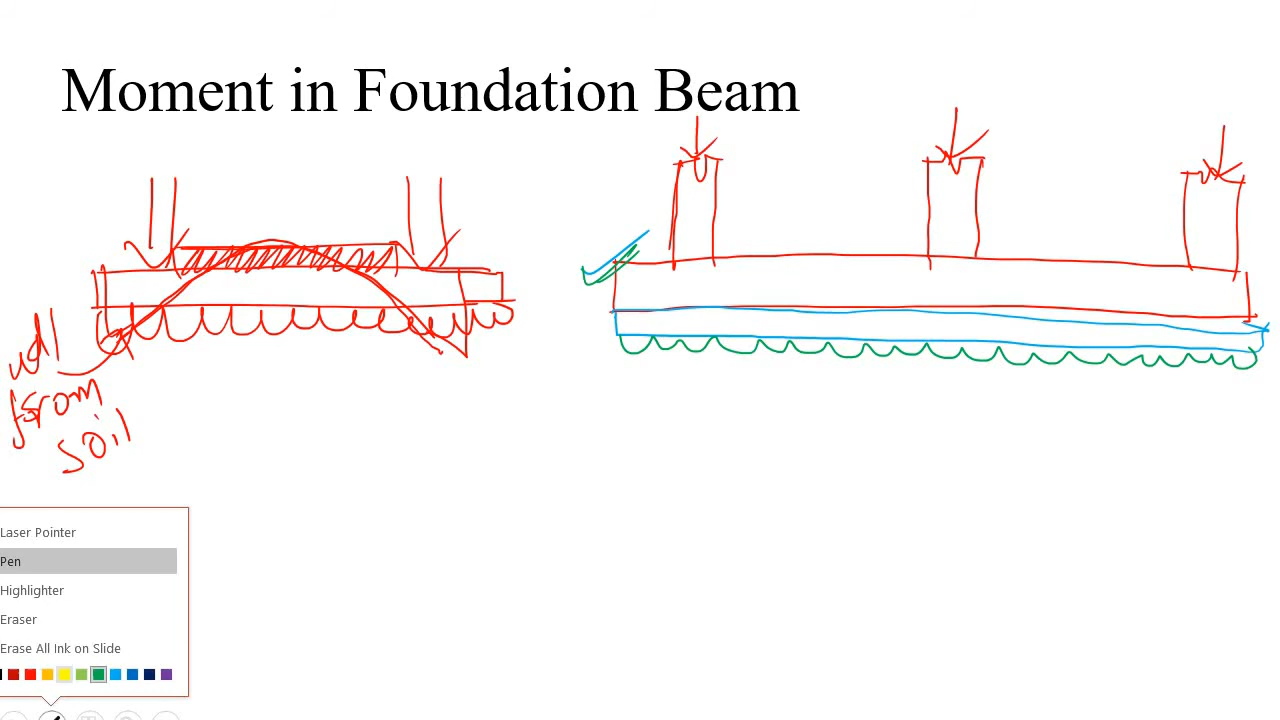 Moment in Foundation Beam
udl
from
soil
Laser Pointer
Pen
Highlighter
Eraser
Erase All Ink on Slide